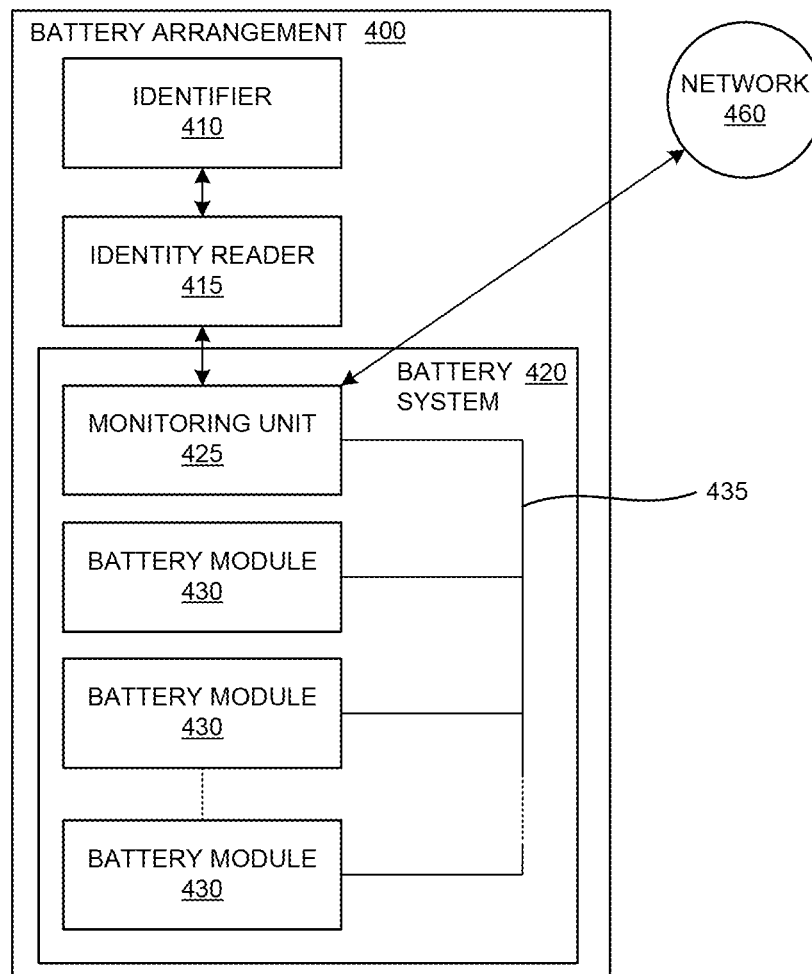 BATTERY ARRANGEMENT 400
IDENTIFIER
410
NETWORK
460
IDENTITY READER
415
BATTERY 420
SYSTEM
MONITORING UNIT
425
435
BATTERY MODULE
430
BATTERY MODULE
430
BATTERY MODULE
430